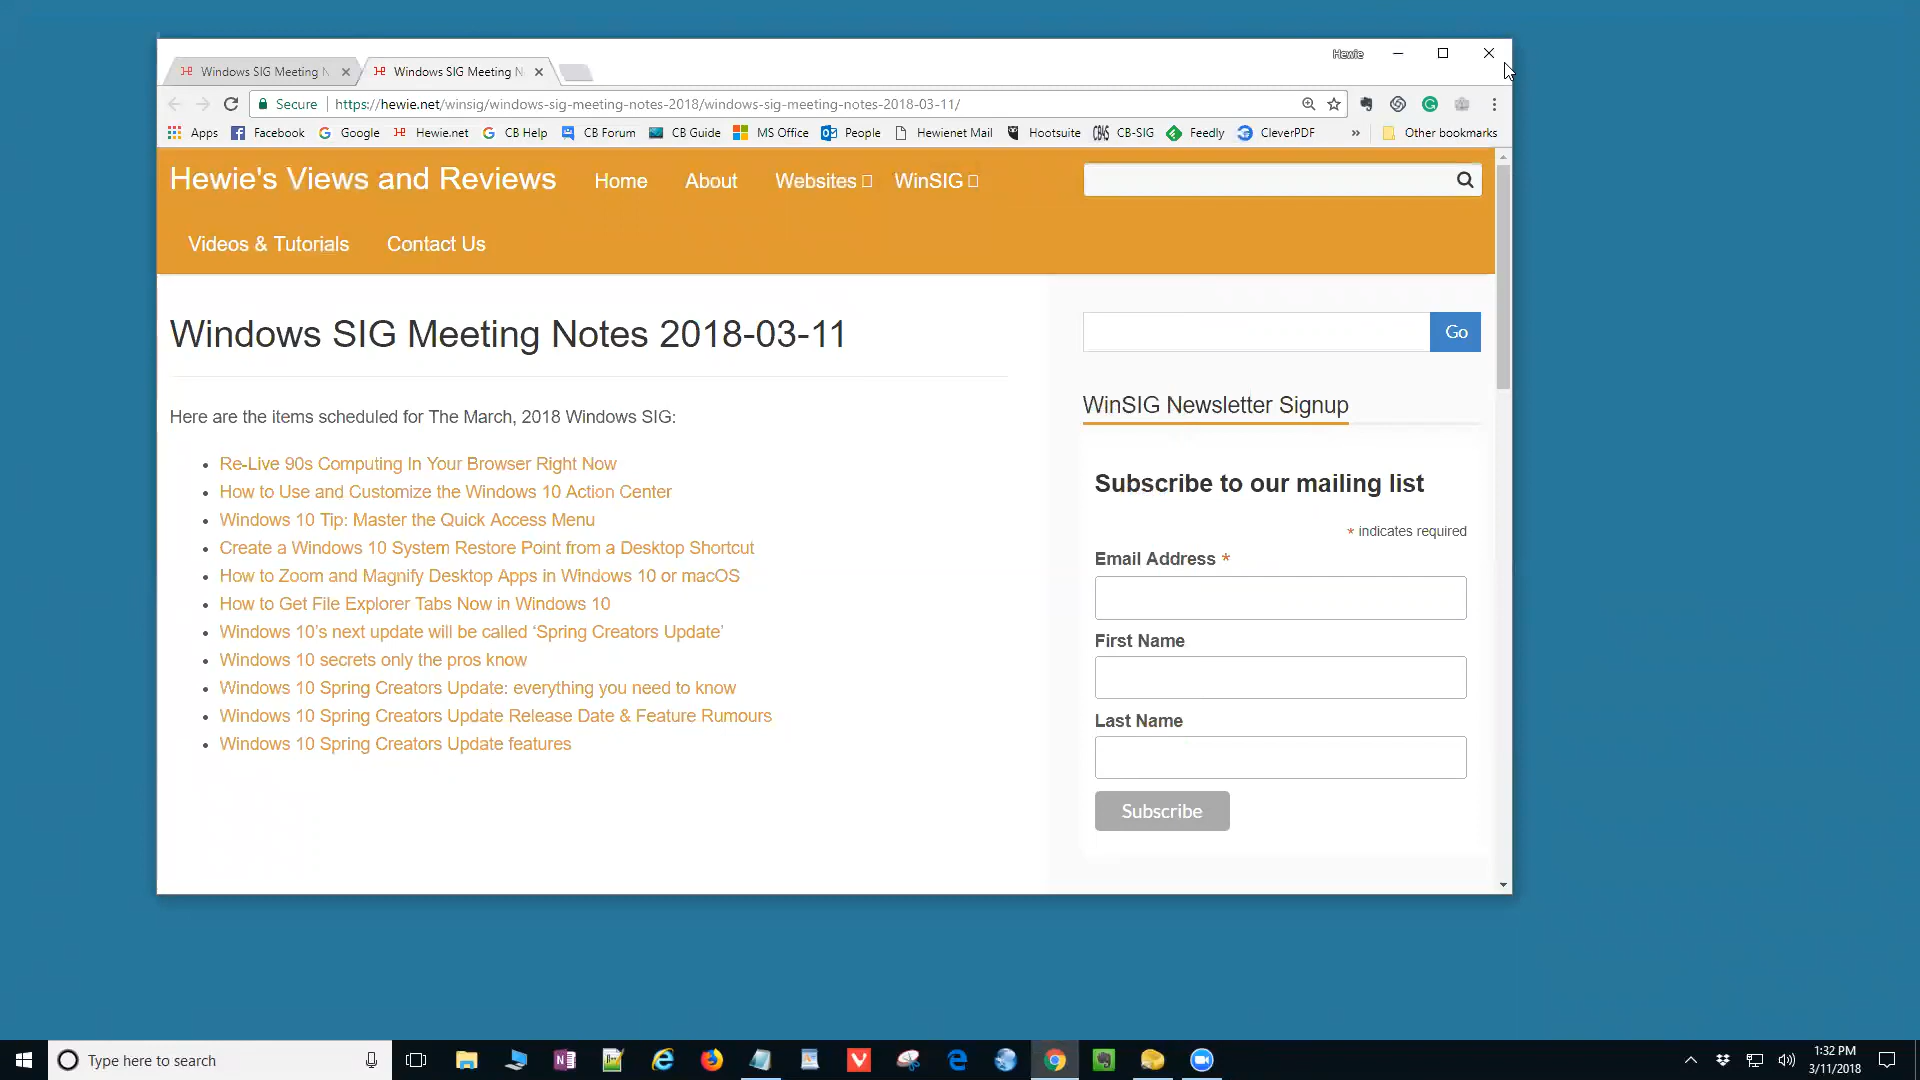 Hewie
Windows SIG Meeting N
Windows SIG Meeting N
Secure
https://hewie.net/winsig/windows-sig-meeting-notes-2018/windows-sig-meeting-notes-2018-03-11/
Apps
Facebook
Google
Hewie.net
CB Help
CB Forum
CB Guide
MS Office
People
Hewienet Mail
Hootsuite
CB-SIG
Feedly
CleverPDF
»
Other bookmarks
Hewie's Views and Reviews
Home
About
Websites
WinSIG
Videos & Tutorials
Contact Us
Windows SIG Meeting Notes 2018-03-11
Here are the items scheduled for The March, 2018 Windows SIG:
Re-Live 90s Computing In Your Browser Right Now
How to Use and Customize the Windows 10 Action Center
Windows 10 Tip: Master the Quick Access Menu
Create a Windows 10 System Restore Point from a Desktop Shortcut
How to Zoom and Magnify Desktop Apps in Windows 10 or macOS
How to Get File Explorer Tabs Now in Windows 10
Windows 10’s next update will be called ‘Spring Creators Update’
Windows 10 secrets only the pros know
Windows 10 Spring Creators Update: everything you need to know
Windows 10 Spring Creators Update Release Date & Feature Rumours
Windows 10 Spring Creators Update features
Go
WinSIG Newsletter Signup
Subscribe to our mailing list
* indicates required
Email Address *
First Name
Last Name
Subscribe
Type here to search
1:32 PM
3/11/2018